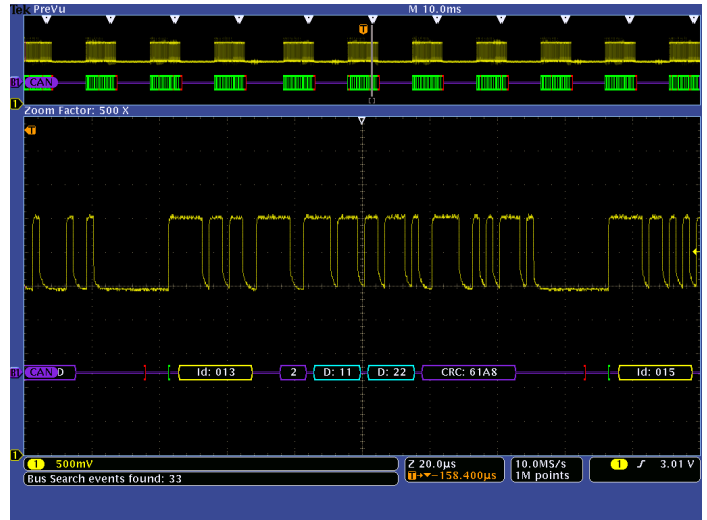 Tek PreVu M 10.0ms
T
B1 CAN
1
Zoom Factor: 500 X
T
B1 CAN D Id: 013 2 D: 11 D: 22 CRC: 61A8 Id: 015
1
1 500mV Z 20.0µs 10.0MS/s 1 3.01 V
T→▼-158.400µs 1M points
Bus Search events found: 33